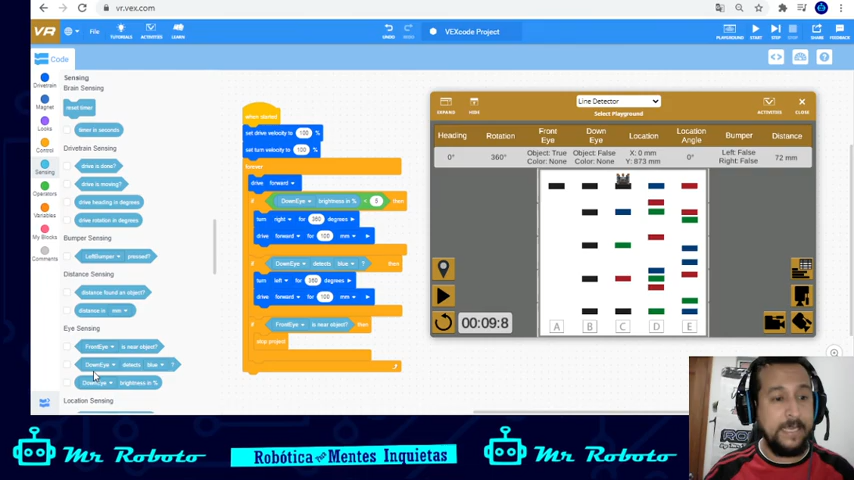 vr.vex.com
VR
File
TUTORIALS
ACTIVITIES
LEARN
UNDO
REDO
VEXcode Project
PLAYGROUND
START
STEP
STOP
SHARE
FEEDBACK
Code
Drivetrain
Magnet
Looks
Control
Sensing
Operators
Variables
My Blocks
Comments
Sensing
Brain Sensing
reset timer
timer in seconds
Drivetrain Sensing
drive is done?
drive is moving?
drive heading in degrees
drive rotation in degrees
Bumper Sensing
LeftBumper pressed?
Distance Sensing
distance found an object?
distance in mm
Eye Sensing
FrontEye is near object?
DownEye detects blue ?
DownEye brightness in %
Location Sensing
when started
set drive velocity to 100 %
set turn velocity to 100 %
forever
drive forward
if DownEye brightness in % < 5 then
turn right for 360 degrees
drive forward for 100 mm
if DownEye detects blue ? then
turn left for 360 degrees
drive forward for 100 mm
if FrontEye is near object? then
stop project
EXPAND
HIDE
Line Detector
Select Playground
ACTIVITIES
CLOSE
Heading
Rotation
Front Eye
Down Eye
Location
Location Angle
Bumper
Distance
0°
360°
Object: True
Color: None
Object: False
Color: None
X: 0 mm
Y: 873 mm
0°
Left: False
Right: False
72 mm
A B C D E
00:09:8
Mr Roboto
Robótica Para Mentes Inquietas
Mr Roboto